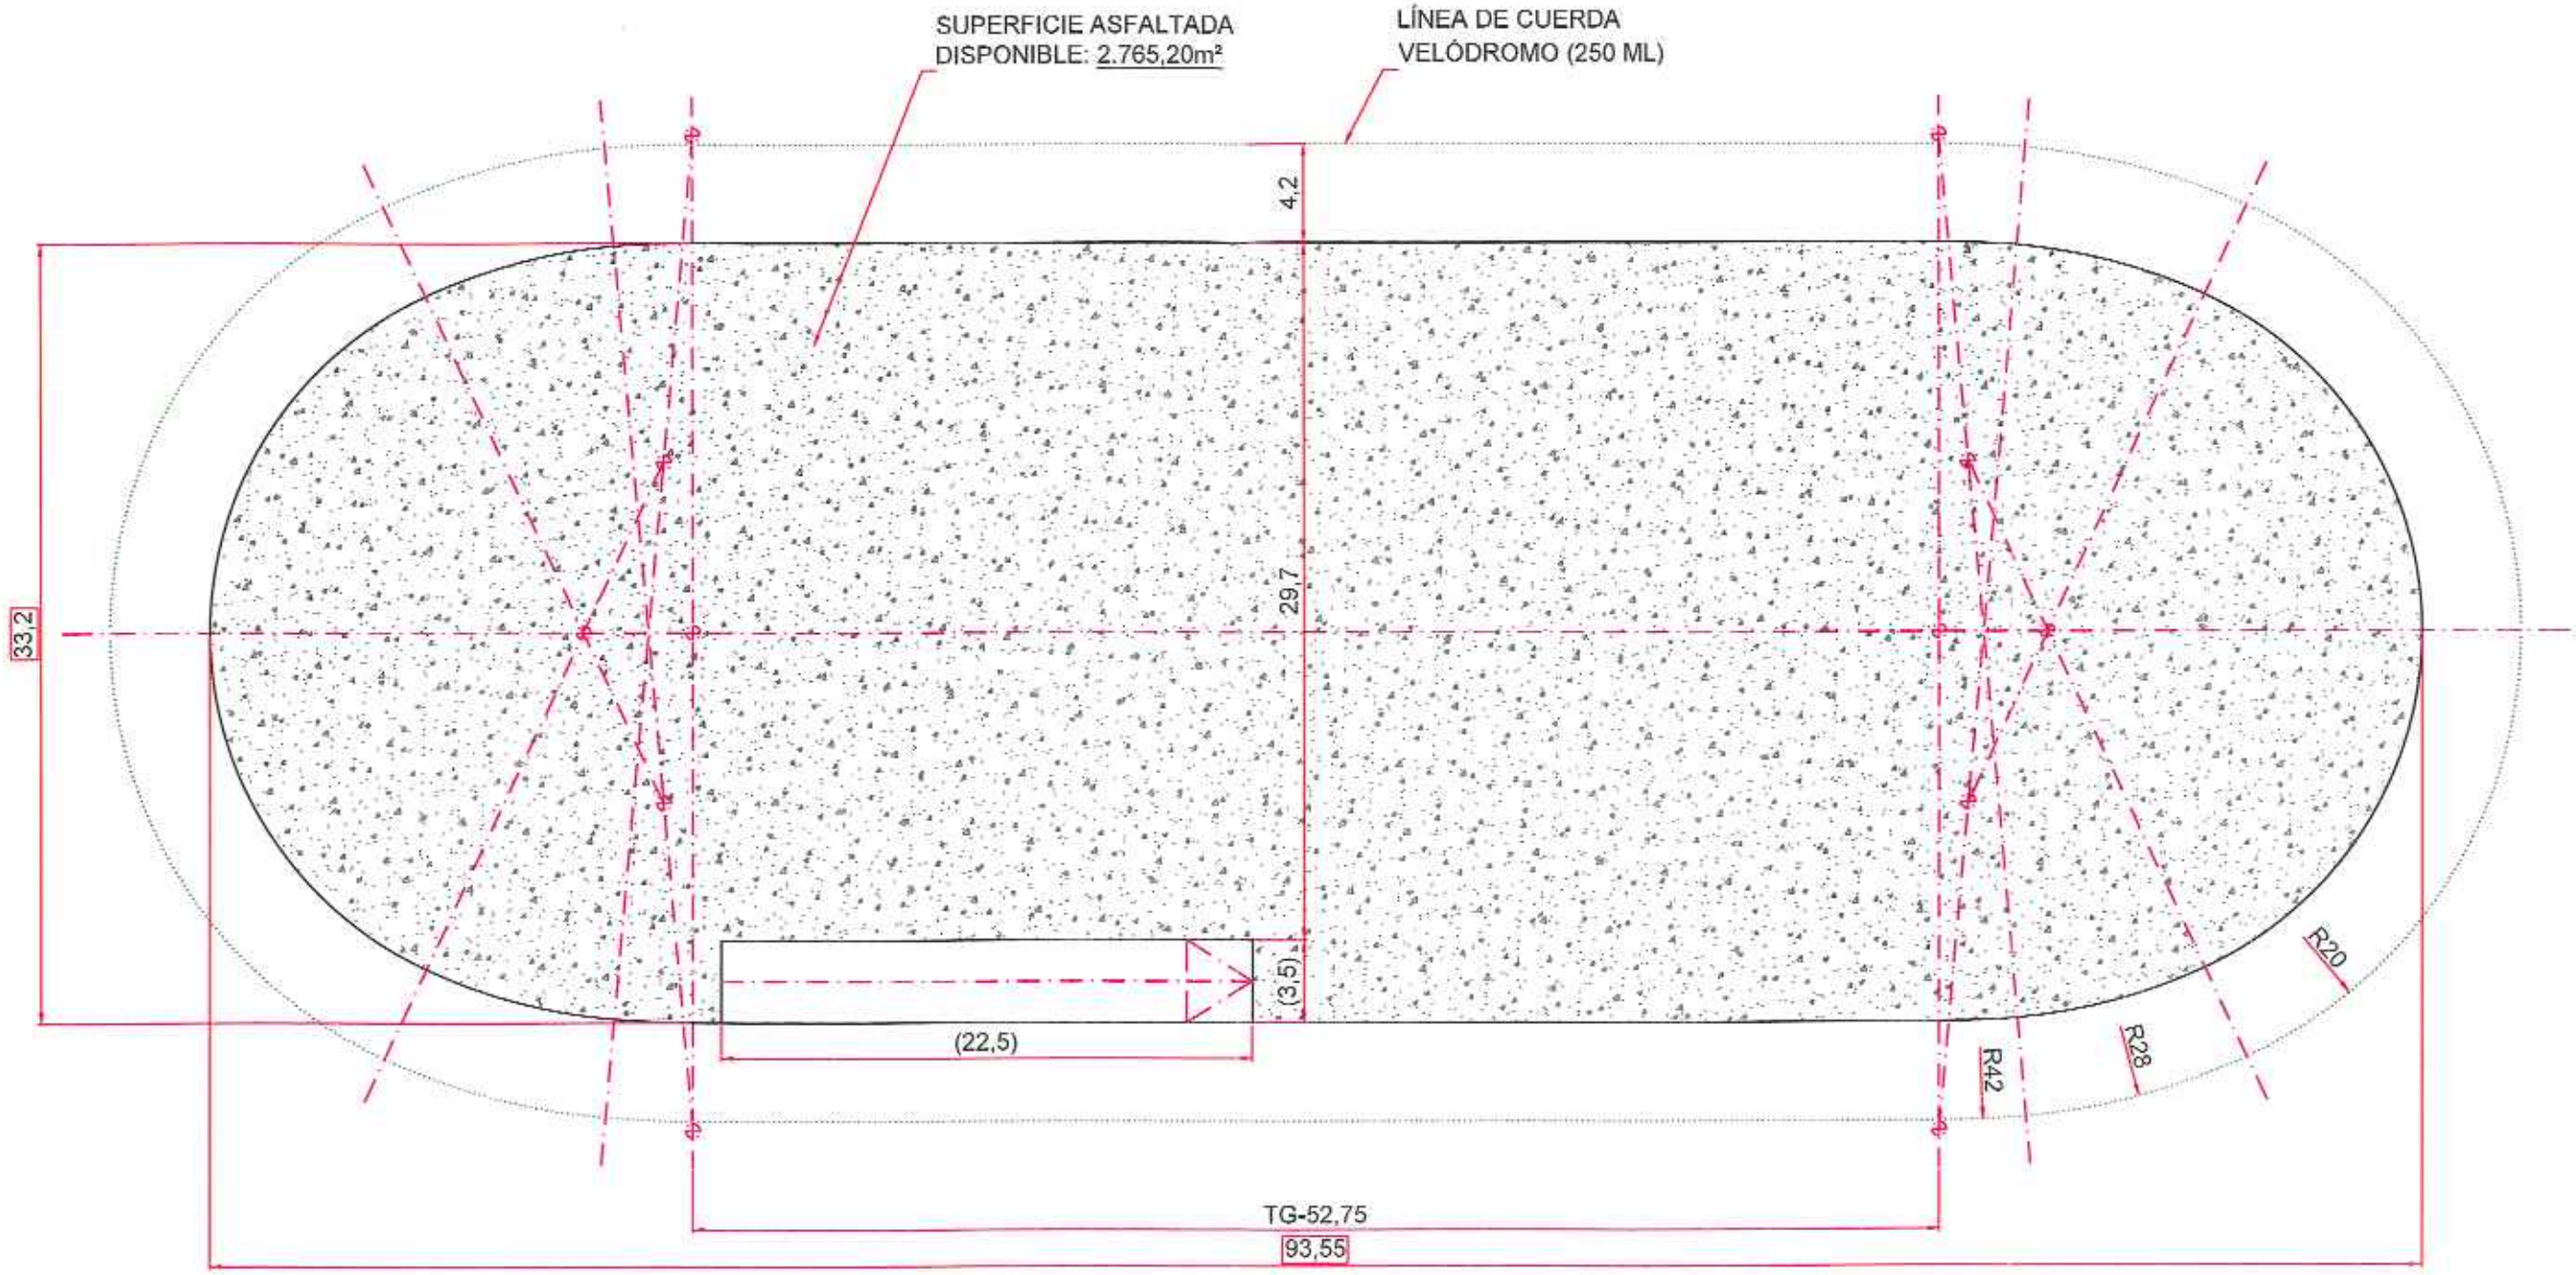 SUPERFICIE ASFALTADA
DISPONIBLE: 2.765,20m²
LÍNEA DE CUERDA
VELÓDROMO (250 ML)
4,2
33,2
29,7
(3,5)
(22,5)
R20
R28
R42
TG-52,75
93,55